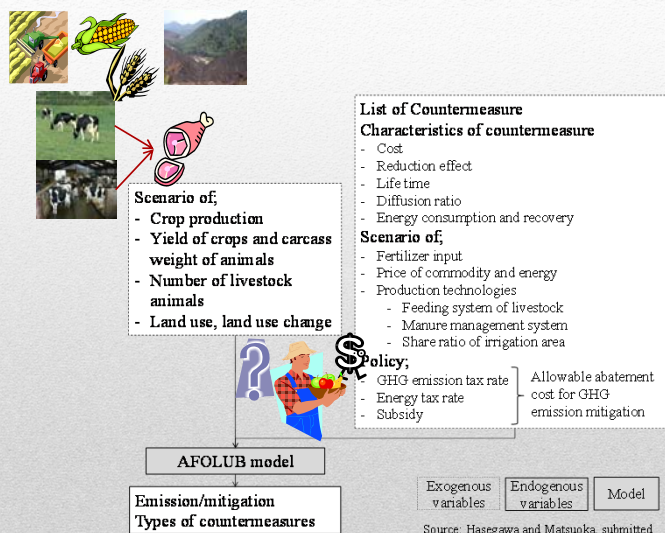 Scenario of;
- Crop production
- Yield of crops and carcass
weight of animals
- Number of livestock
animals
- Land use, land use change
List of Countermeasure
Characteristics of countermeasure
- Cost
- Reduction effect
- Life time
- Diffusion ratio
- Energy consumption and recovery
Scenario of;
- Fertilizer input
- Price of commodity and energy
- Production technologies
- Feeding system of livestock
- Manure management system
- Share ratio of irrigation area
Policy;
- GHG emission tax rate
- Energy tax rate
- Subsidy
Allowable abatement
cost for GHG
emission mitigation
?
$
AFOLUB model
Emission/mitigation
Types of countermeasures
Exogenous
variables
Endogenous
variables
Model
Source: Hasegawa and Matsuoka, submitted